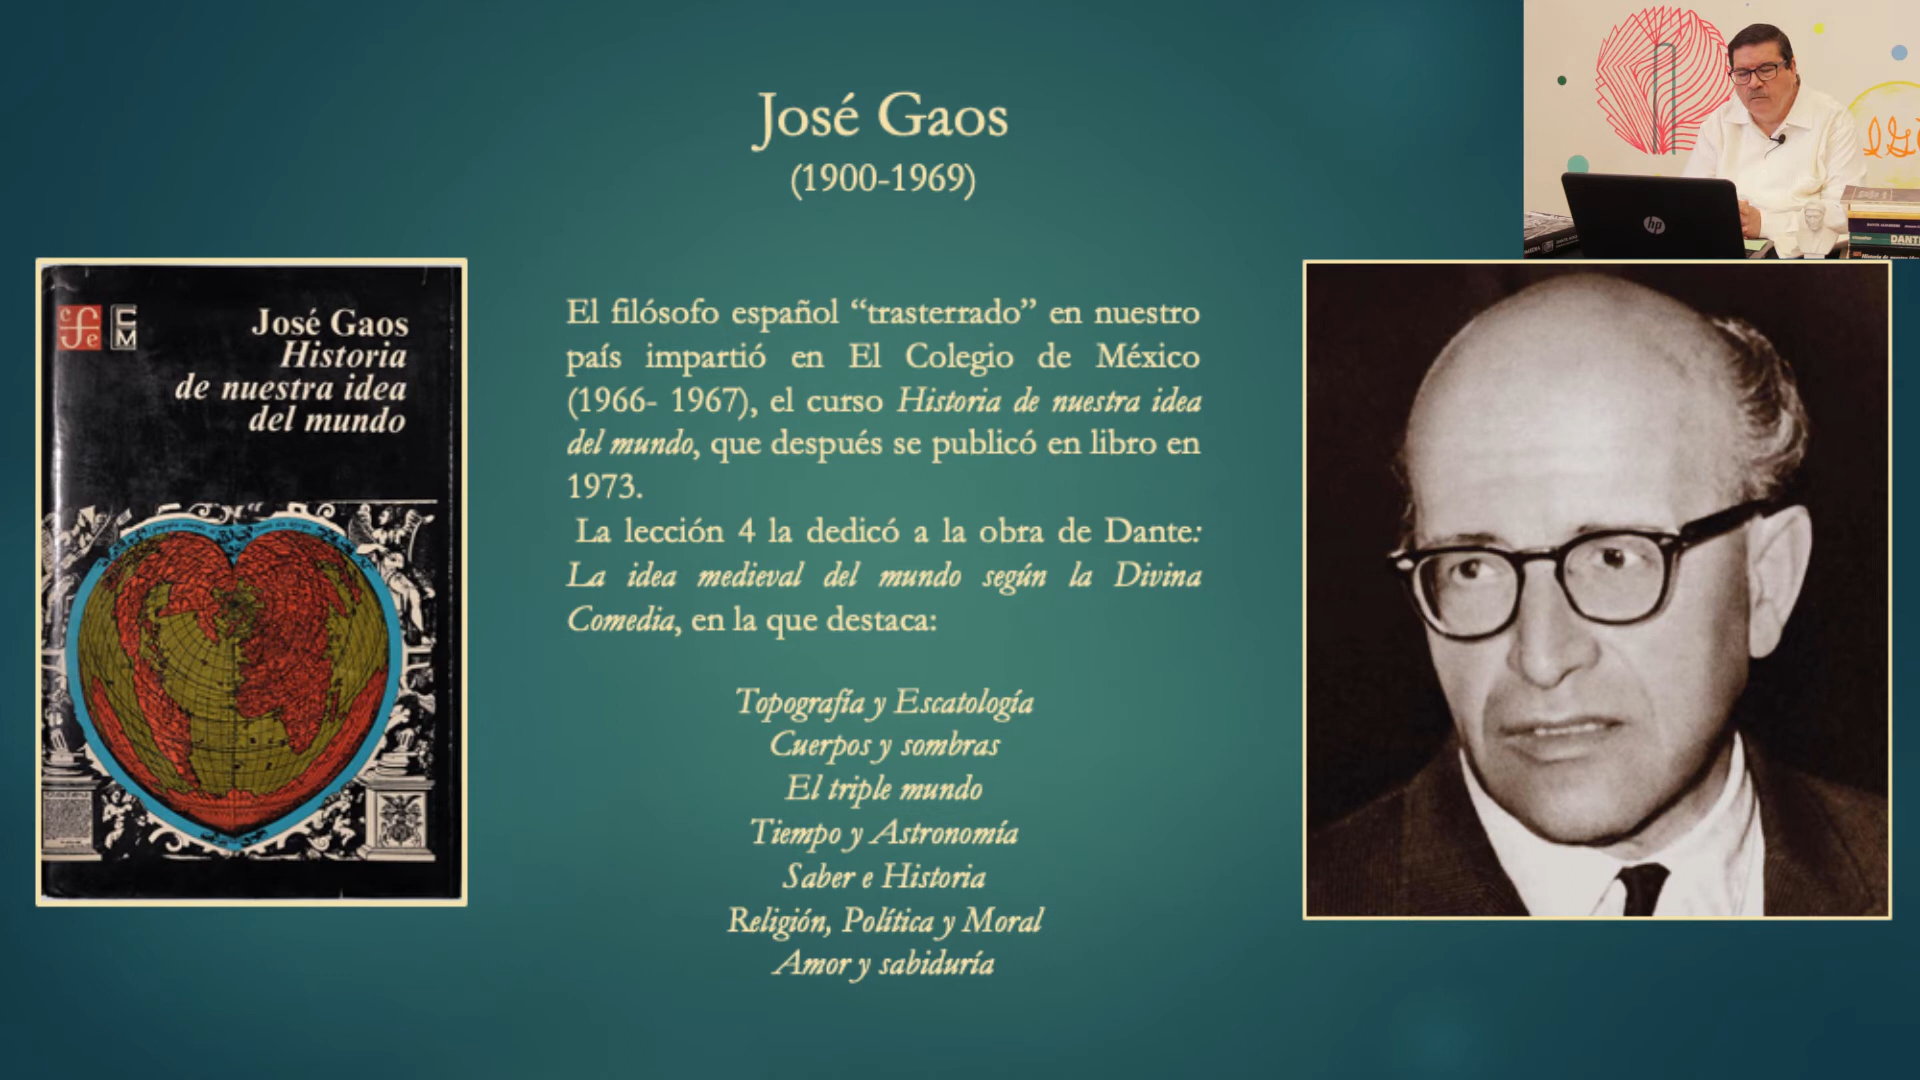 José Gaos
(1900-1969)
El filósofo español “trasterrado” en nuestro
país impartió en El Colegio de México
(1966- 1967), el curso Historia de nuestra idea
del mundo, que después se publicó en libro en
1973.
La lección 4 la dedicó a la obra de Dante:
La idea medieval del mundo según la Divina
Comedia, en la que destaca:
Topografía y Escatología
Cuerpos y sombras
El triple mundo
Tiempo y Astronomía
Saber e Historia
Religión, Política y Moral
Amor y sabiduría
José Gaos
Historia
de nuestra idea
del mundo
cfe
CM
hp
DANTE